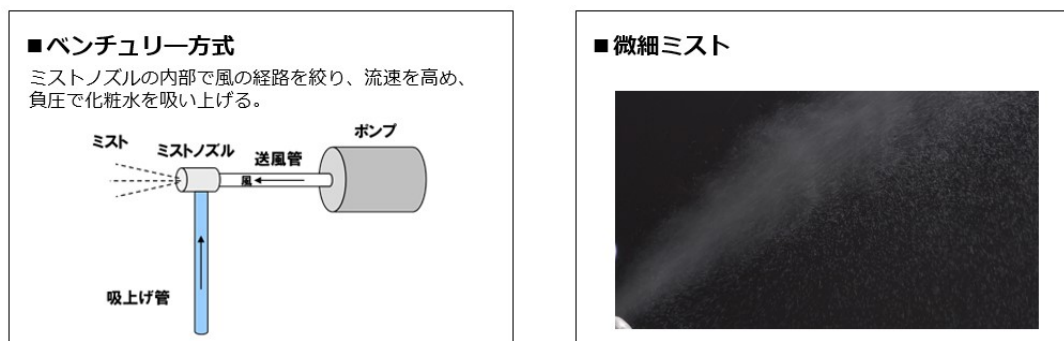 ■ベンチュリー方式
ミストノズルの内部で風の経路を絞り、流速を高め、
負圧で化粧水を吸い上げる。
ミスト
ミストノズル
送風管
ポンプ
風
吸上げ管
■微細ミスト